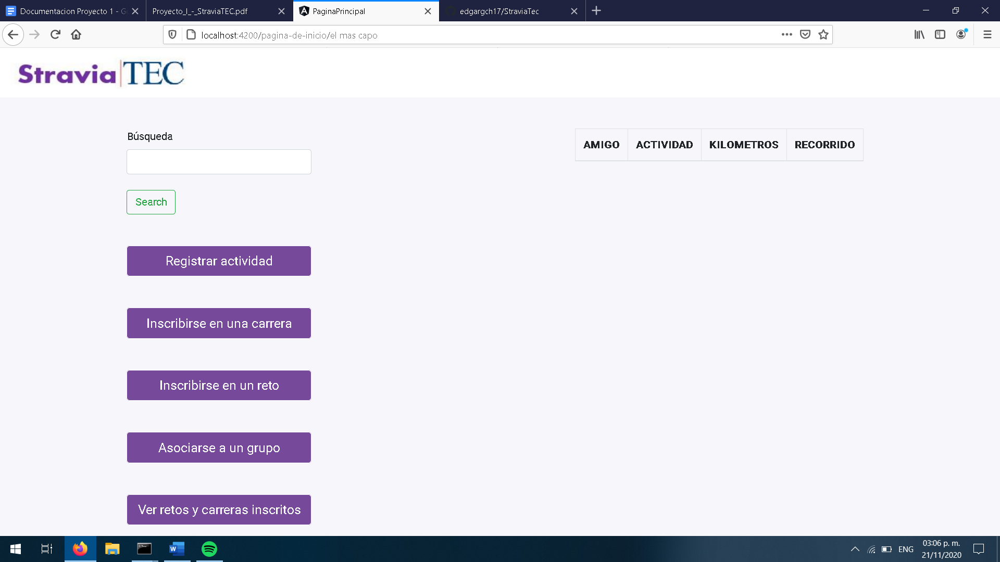 Documentacion Proyecto 1 - G
Proyecto_I_-_StraviaTEC.pdf
PaginaPrincipal
edgargch17/StraviaTec
localhost:4200/pagina-de-inicio/el mas capo
Stravia|TEC
Búsqueda
Search
Registrar actividad
Inscribirse en una carrera
Inscribirse en un reto
Asociarse a un grupo
Ver retos y carreras inscritos
AMIGO ACTIVIDAD KILOMETROS RECORRIDO
ENG
03:06 p. m.
21/11/2020